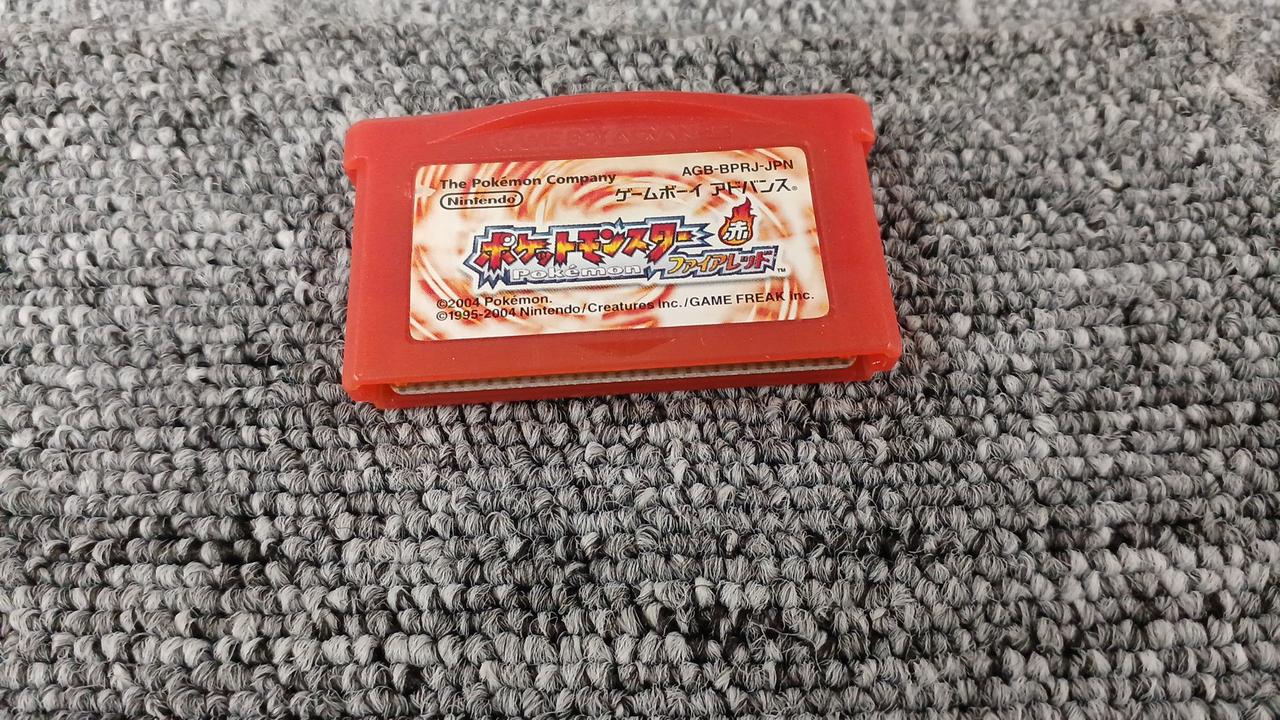 GAME BOY ADVANCE
The Pokémon Company
AGB-BPRJ-JPN
Nintendo®
ゲームボーイ アドバンス®
ポケットモンスター 赤
Pokémon ファイアレッド™
©2004 Pokémon.
©1995-2004 Nintendo/Creatures Inc./GAME FREAK Inc.